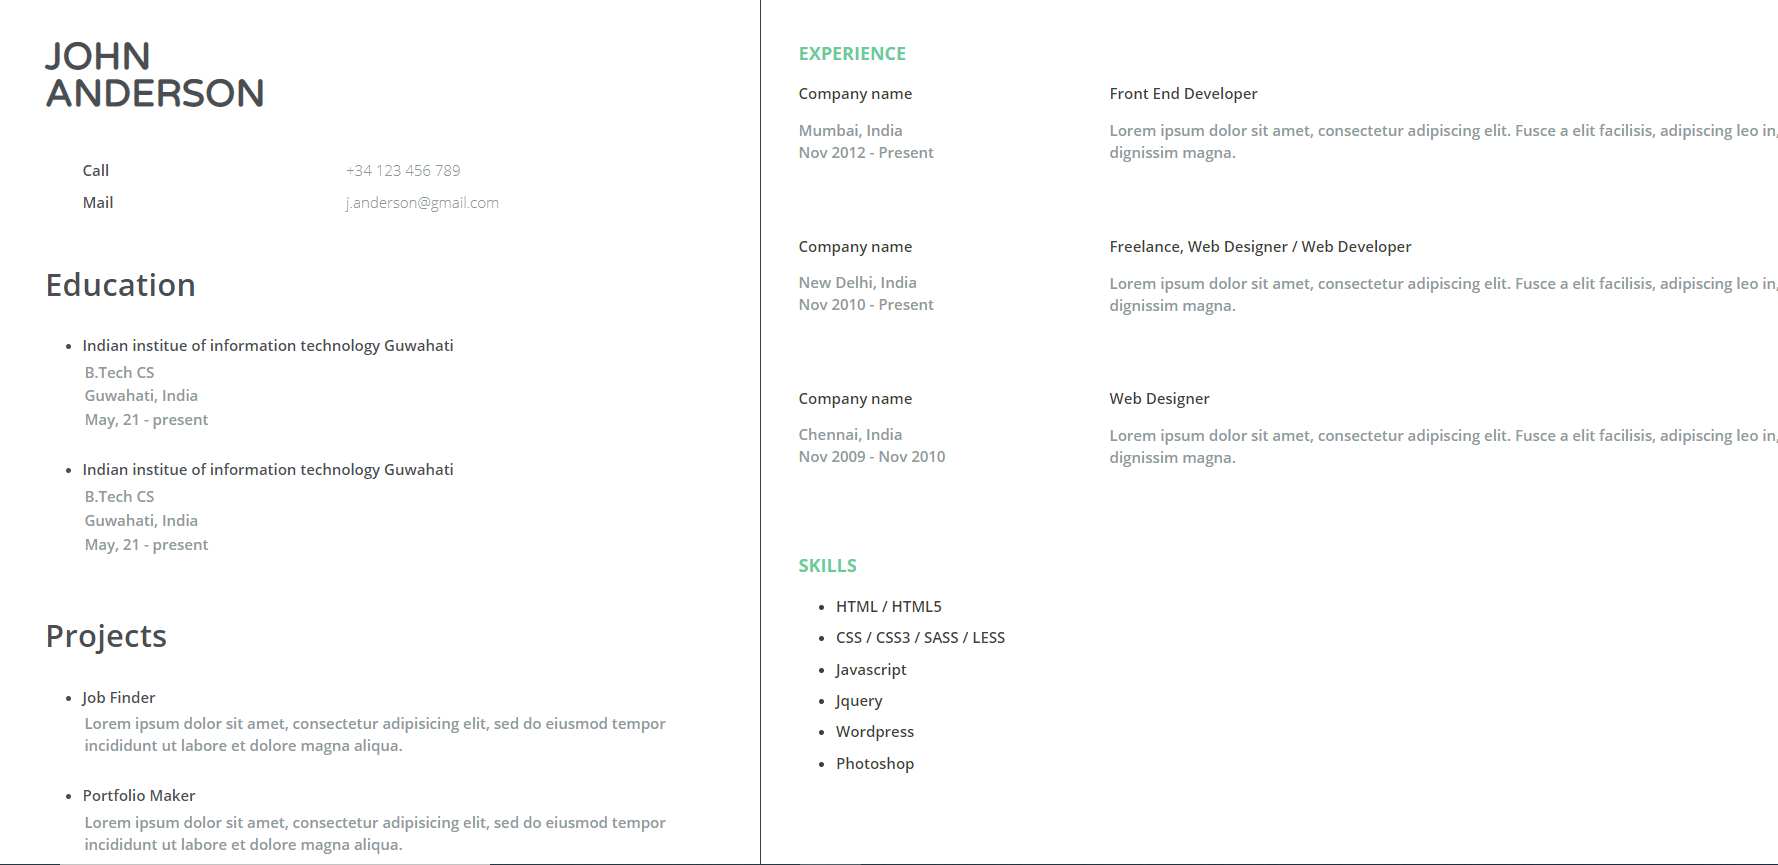 JOHN
ANDERSON
Call +34 123 456 789
Mail j.anderson@gmail.com
Education
Indian institue of information technology Guwahati
B.Tech CS
Guwahati, India
May, 21 - present
Indian institue of information technology Guwahati
B.Tech CS
Guwahati, India
May, 21 - present
Projects
Job Finder
Lorem ipsum dolor sit amet, consectetur adipisicing elit, sed do eiusmod tempor
incididunt ut labore et dolore magna aliqua.
Portfolio Maker
Lorem ipsum dolor sit amet, consectetur adipisicing elit, sed do eiusmod tempor
incididunt ut labore et dolore magna aliqua.
EXPERIENCE
Company name
Mumbai, India
Nov 2012 - Present
Front End Developer
Lorem ipsum dolor sit amet, consectetur adipiscing elit. Fusce a elit facilisis, adipiscing leo in,
dignissim magna.
Company name
New Delhi, India
Nov 2010 - Present
Freelance, Web Designer / Web Developer
Lorem ipsum dolor sit amet, consectetur adipiscing elit. Fusce a elit facilisis, adipiscing leo in,
dignissim magna.
Company name
Chennai, India
Nov 2009 - Nov 2010
Web Designer
Lorem ipsum dolor sit amet, consectetur adipiscing elit. Fusce a elit facilisis, adipiscing leo in,
dignissim magna.
SKILLS
HTML / HTML5
CSS / CSS3 / SASS / LESS
Javascript
Jquery
Wordpress
Photoshop